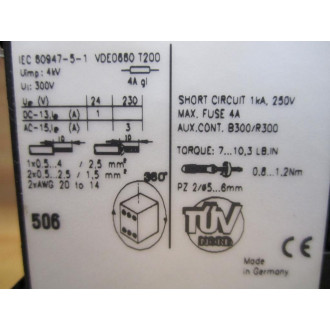 IEC 60947-5-1 VDE0660 T200
Uimp: 4kV
Ui: 300V
4A gl
Ue (V) 24 230
DC-13,Ie (A) 1
AC-15,Ie (A) 3
10 10
1x0,5...4 / 2,5 mm²
2x0,5...2,5 / 1,5 mm²
2xAWG 20 to 14
506
360°
SHORT CIRCUIT 1kA, 250V
MAX. FUSE 4A
AUX.CONT. B300/R300
TORQUE: 7...10,3 LB.IN
0,8...1,2Nm
PZ 2/ø5...6mm
TÜV
CE
Made
in Germany